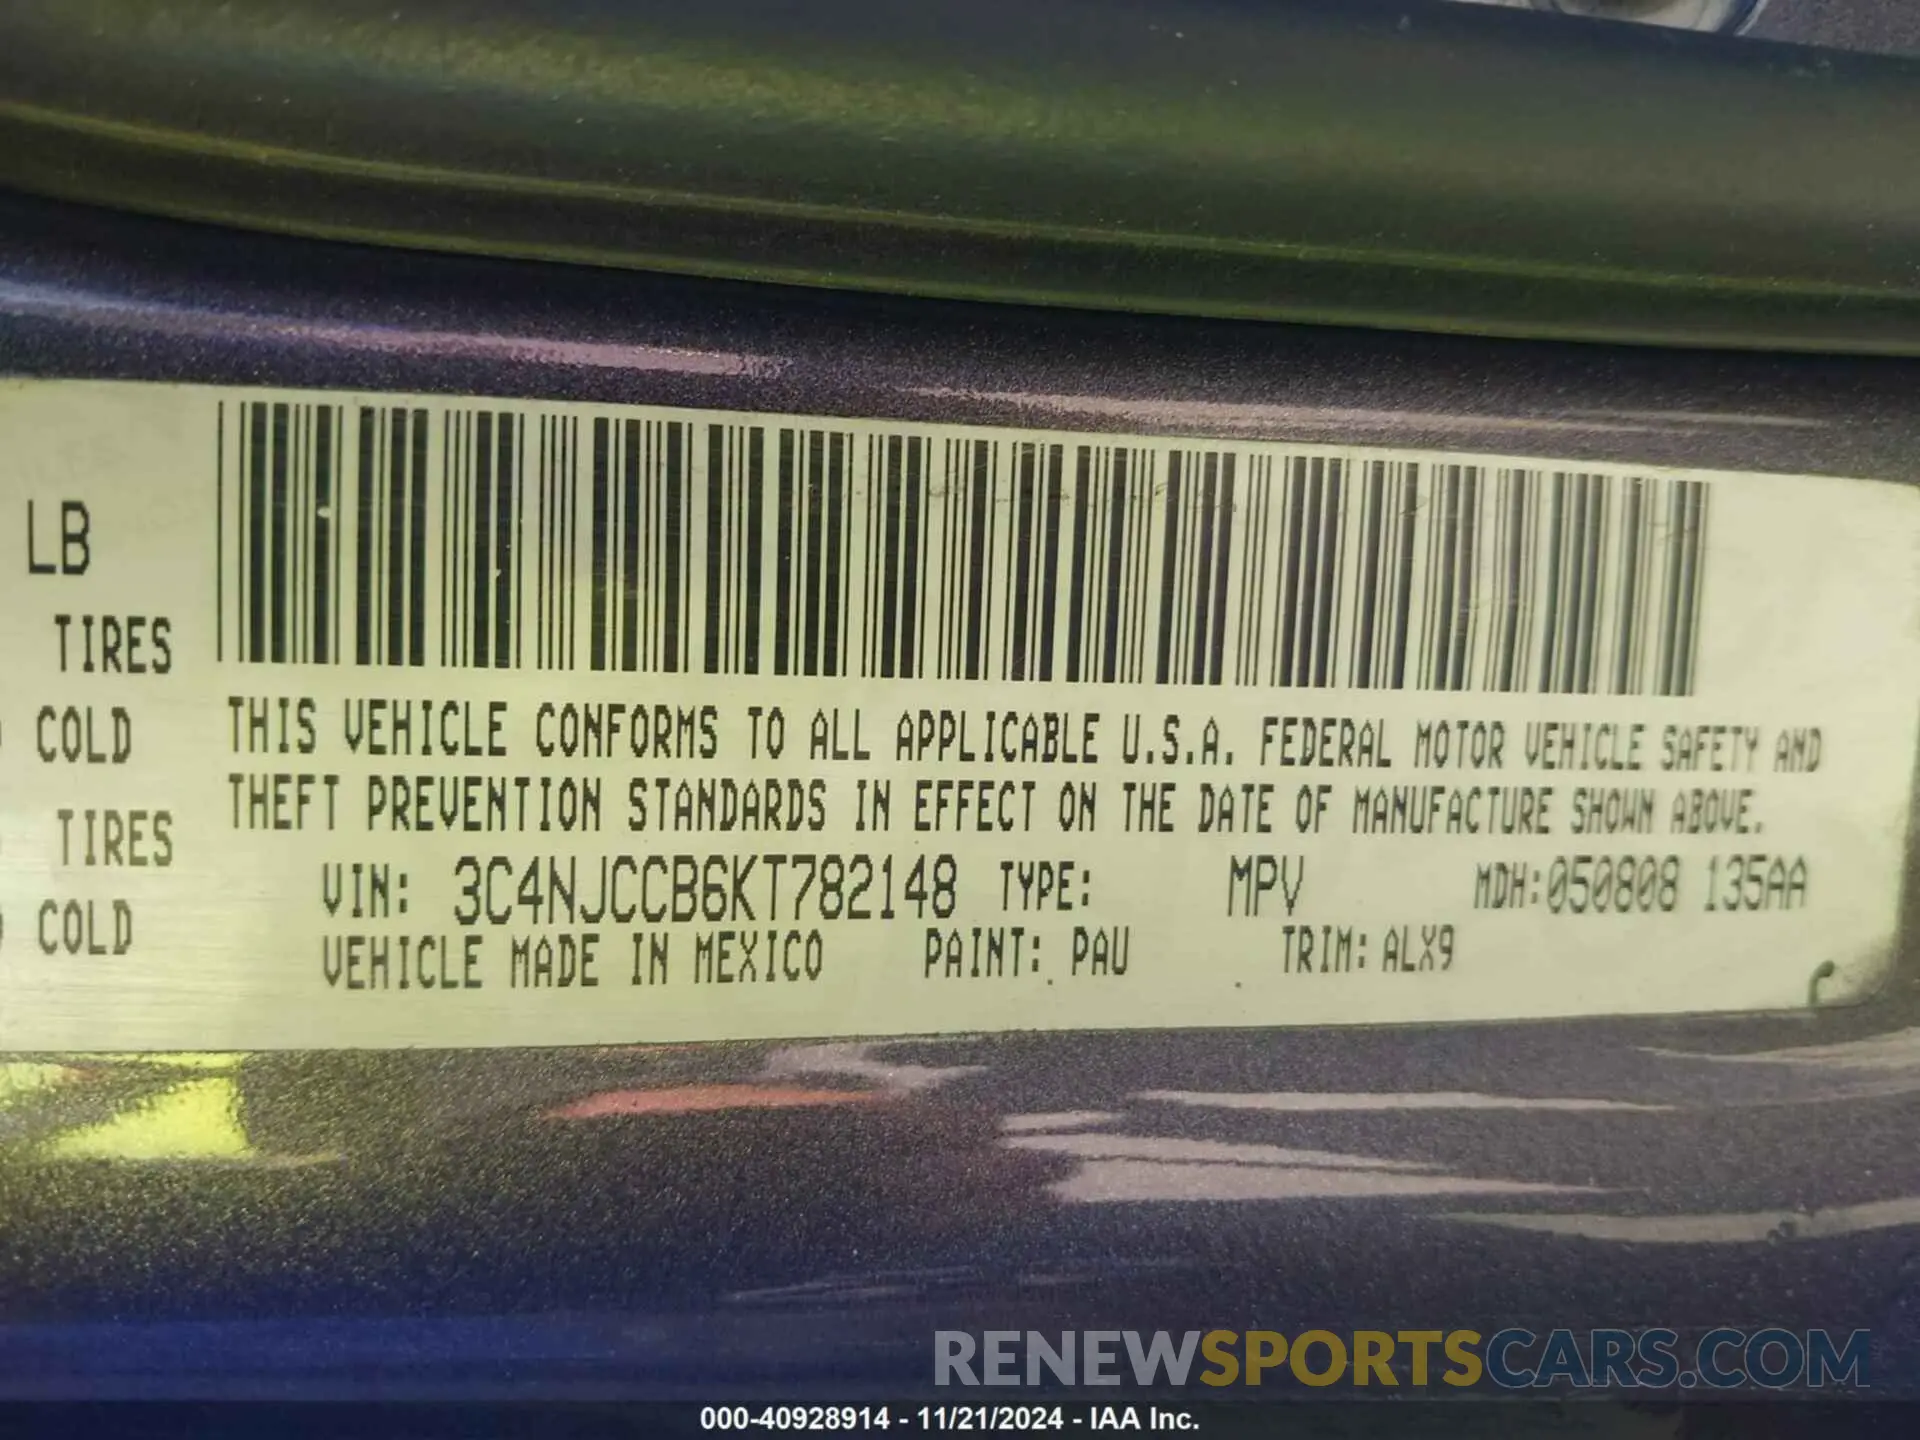 LB
TIRES
COLD
TIRES
COLD
THIS VEHICLE CONFORMS TO ALL APPLICABLE U.S.A. FEDERAL MOTOR VEHICLE SAFETY AND
THEFT PREVENTION STANDARDS IN EFFECT ON THE DATE OF MANUFACTURE SHOWN ABOVE.
VIN: 3C4NJCCB6KT782148 TYPE: MPV MDH:050808 135AA
VEHICLE MADE IN MEXICO PAINT: PAU TRIM: ALX9
RENEWSPORTSCARS.COM
000-40928914 - 11/21/2024 - IAA Inc.